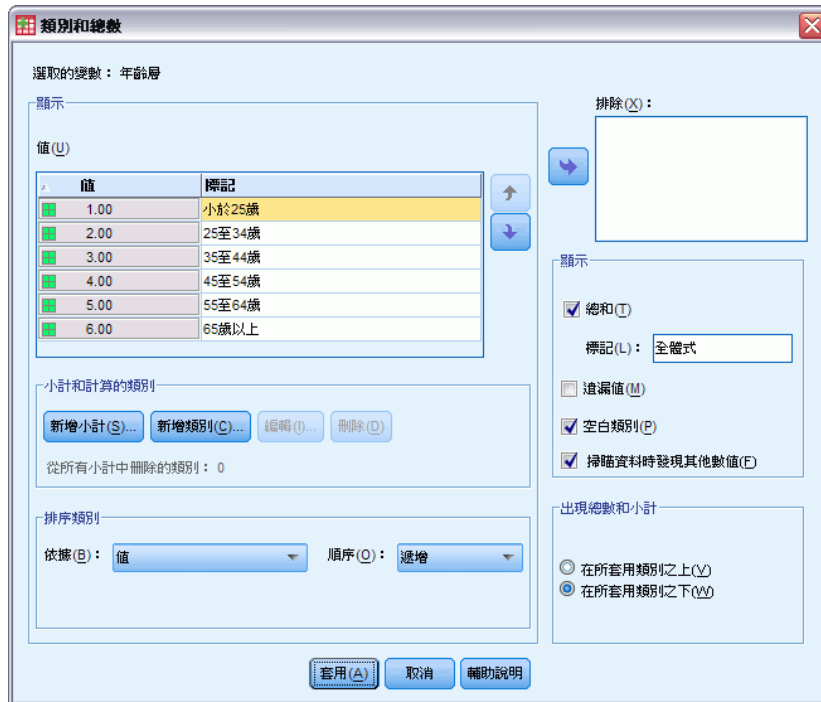 類別和總數
選取的變數： 年齡層
顯示
值(U)
值 標記
1.00 小於25歲
2.00 25至34歲
3.00 35至44歲
4.00 45至54歲
5.00 55至64歲
6.00 65歲以上
小計和計算的類別
新增小計(S)... 新增類別(C)... 編輯(I)... 刪除(D)
從所有小計中刪除的類別： 0
排序類別
依據(B)： 值 順序(O)： 遞增
排除(X)：
顯示
總和(T)
標記(L)： 全體式
遺漏值(M)
空白類別(P)
掃瞄資料時發現其他數值(F)
出現總數和小計
在所套用類別之上(V)
在所套用類別之下(W)
套用(A) 取消 輔助說明